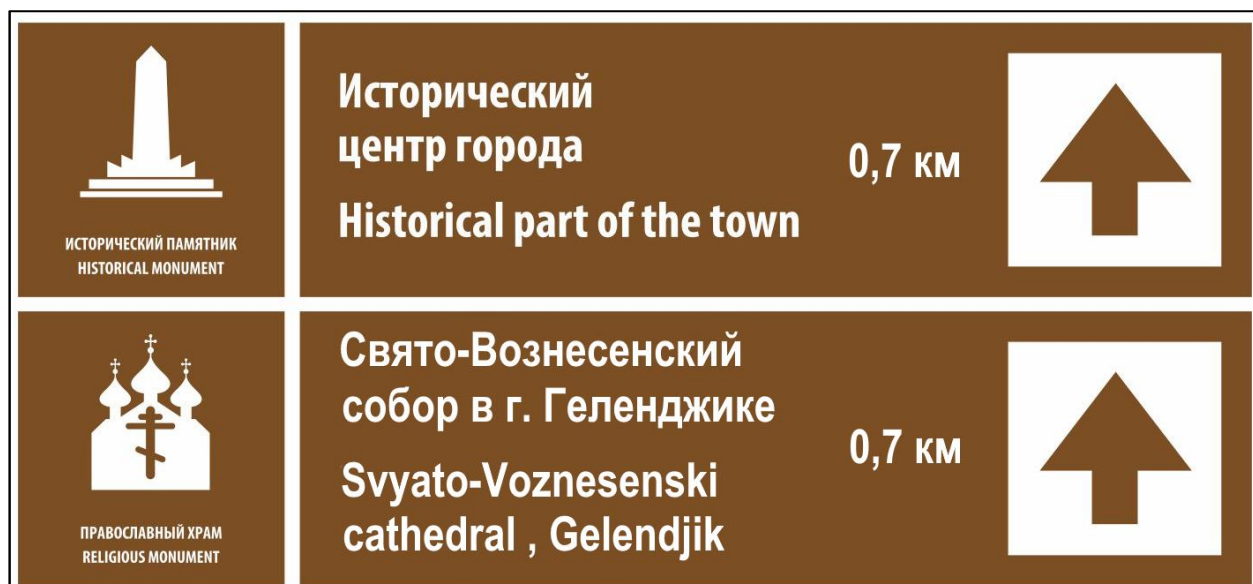 ИСТОРИЧЕСКИЙ ПАМЯТНИК
HISTORICAL MONUMENT
Исторический
центр города
Historical part of the town
0,7 км
ПРАВОСЛАВНЫЙ ХРАМ
RELIGIOUS MONUMENT
Свято-Вознесенский
собор в г. Геленджике
Svyato-Voznesenski
cathedral , Gelendjik
0,7 км